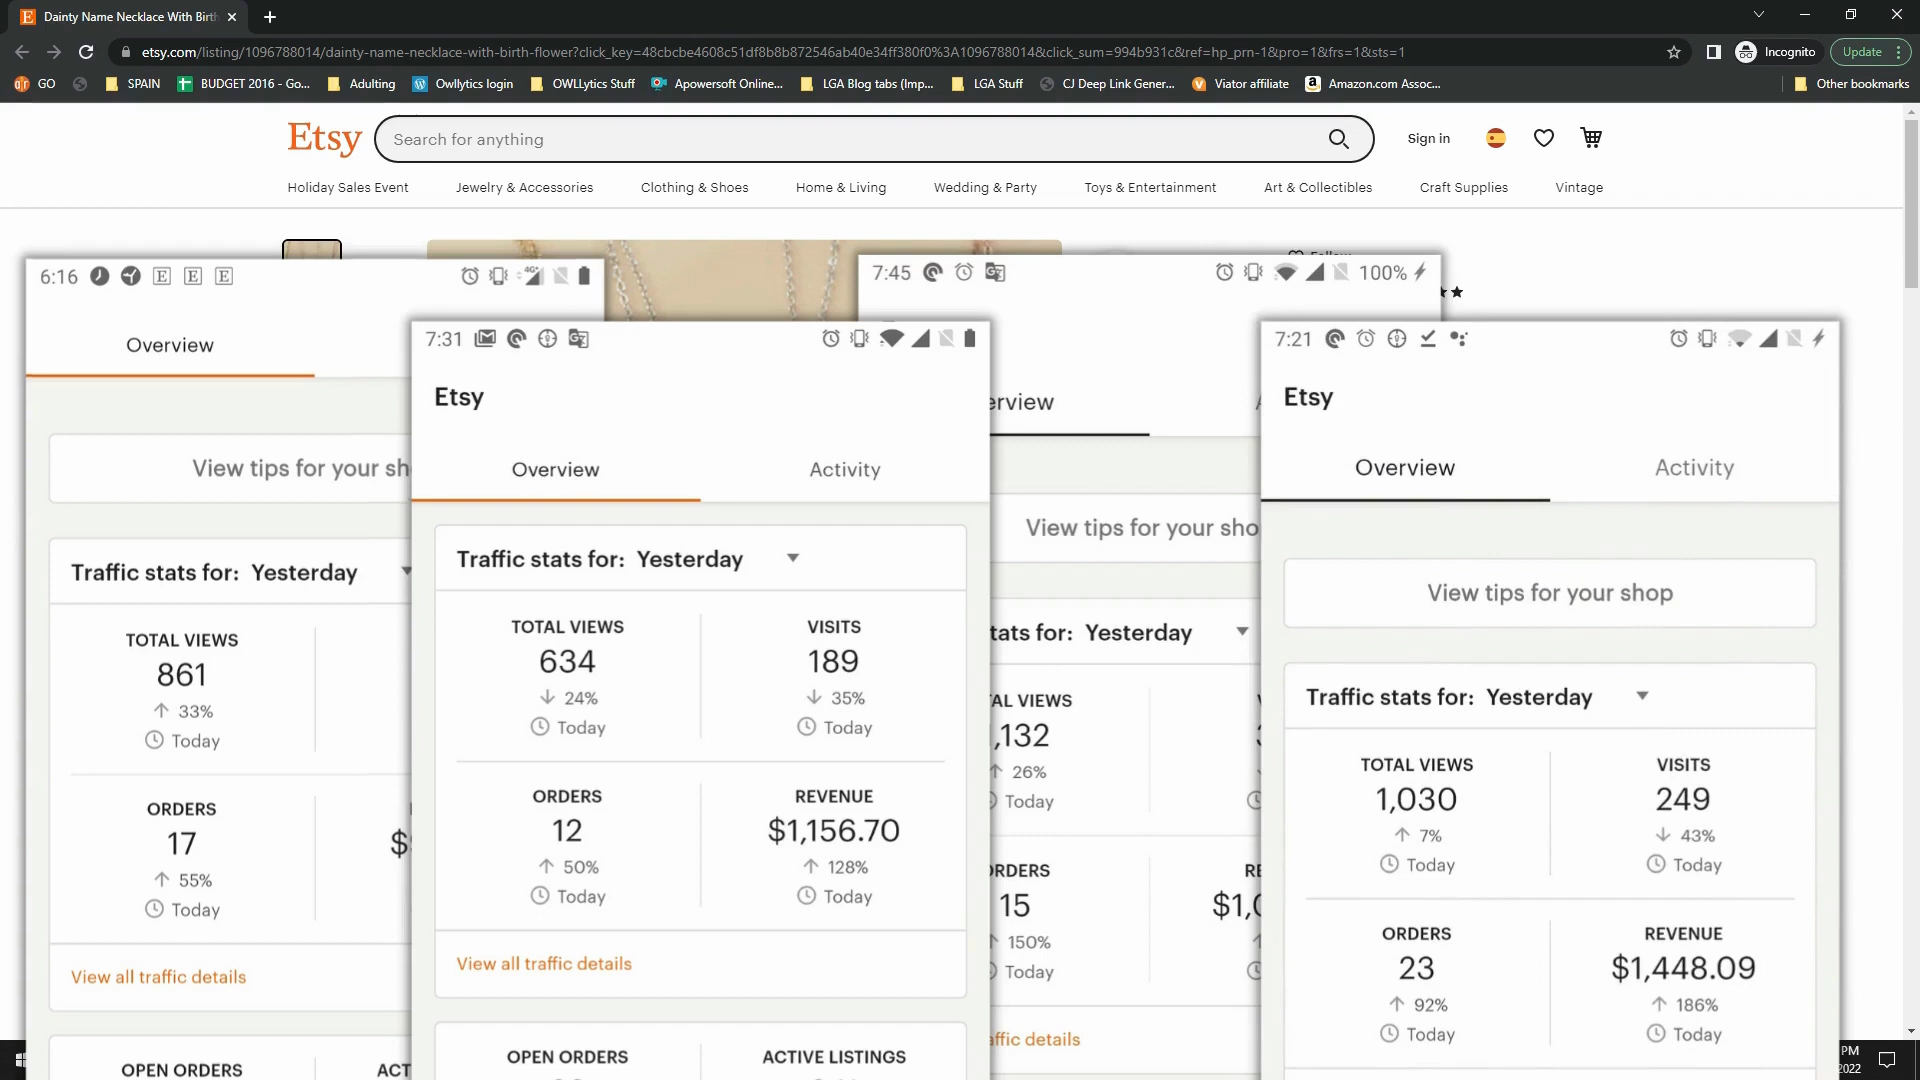 Dainty Name Necklace With Birth
etsy.com/listing/1096788014/dainty-name-necklace-with-birth-flower?click_key=48cbcbe4608c51df8b8b872546ab40e34ff380f0%3A1096788014&click_sum=994b931c&ref=hp_prn-1&pro=1&frs=1&sts=1
Incognito
Update
GO
SPAIN
BUDGET 2016 - Go...
Adulting
Owllytics login
OWLLytics Stuff
Apowersoft Online...
LGA Blog tabs (Imp...
LGA Stuff
CJ Deep Link Gener...
Viator affiliate
Amazon.com Assoc...
Other bookmarks
Etsy
Search for anything
Sign in
Holiday Sales Event
Jewelry & Accessories
Clothing & Shoes
Home & Living
Wedding & Party
Toys & Entertainment
Art & Collectibles
Craft Supplies
Vintage
6:16
4G
Overview
View tips for your sh
Traffic stats for: Yesterday
TOTAL VIEWS
861
33%
Today
ORDERS
17
55%
Today
$
View all traffic details
OPEN ORDERS
ACT
7:31
Etsy
Overview
Activity
Traffic stats for: Yesterday
TOTAL VIEWS
634
24%
Today
VISITS
189
35%
Today
ORDERS
12
50%
Today
REVENUE
$1,156.70
128%
Today
View all traffic details
OPEN ORDERS
ACTIVE LISTINGS
7:45
100%
erview
View tips for your sho
tats for: Yesterday
AL VIEWS
,132
26%
Today
RDERS
15
150%
Today
RE
$1,0
affic details
7:21
Etsy
Overview
Activity
View tips for your shop
Traffic stats for: Yesterday
TOTAL VIEWS
1,030
7%
Today
VISITS
249
43%
Today
ORDERS
23
92%
Today
REVENUE
$1,448.09
186%
Today
PM
2022